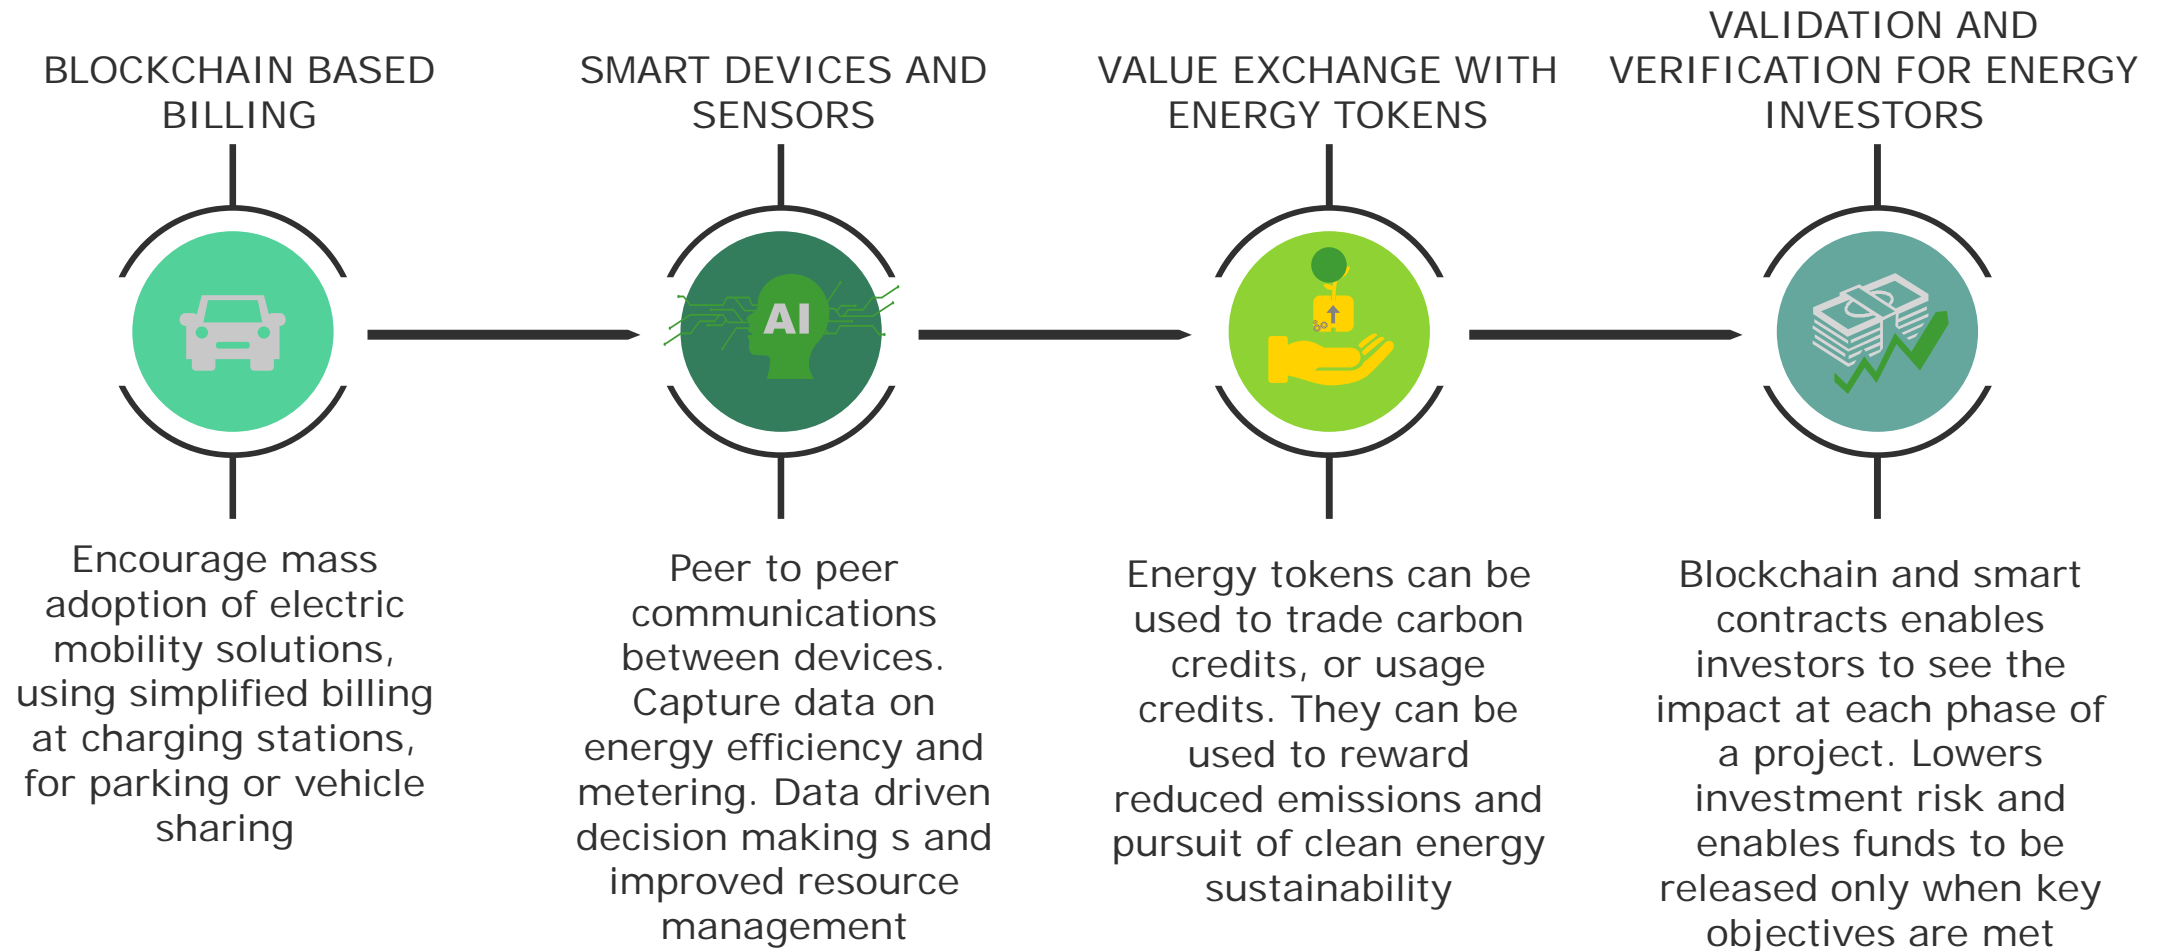 BLOCKCHAIN BASED
BILLING
SMART DEVICES AND
SENSORS
VALUE EXCHANGE WITH
ENERGY TOKENS
VALIDATION AND
VERIFICATION FOR ENERGY
INVESTORS
AI
Encourage mass
adoption of electric
mobility solutions,
using simplified billing
at charging stations,
for parking or vehicle
sharing
Peer to peer
communications
between devices.
Capture data on
energy efficiency and
metering. Data driven
decision making s and
improved resource
management
Energy tokens can be
used to trade carbon
credits, or usage
credits. They can be
used to reward
reduced emissions and
pursuit of clean energy
sustainability
Blockchain and smart
contracts enables
investors to see the
impact at each phase of
a project. Lowers
investment risk and
enables funds to be
released only when key
objectives are met